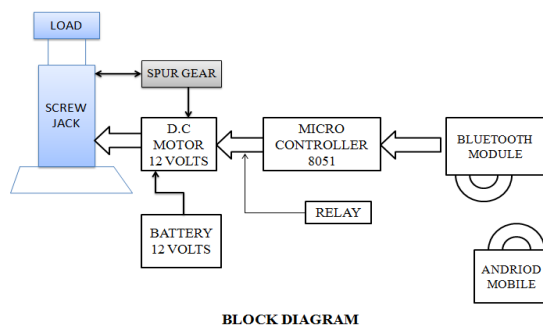 LOAD
SPUR GEAR
SCREW
JACK
D.C
MOTOR
12 VOLTS
MICRO
CONTROLLER
8051
BLUETOOTH
MODULE
RELAY
BATTERY
12 VOLTS
ANDRIOD
MOBILE
BLOCK DIAGRAM